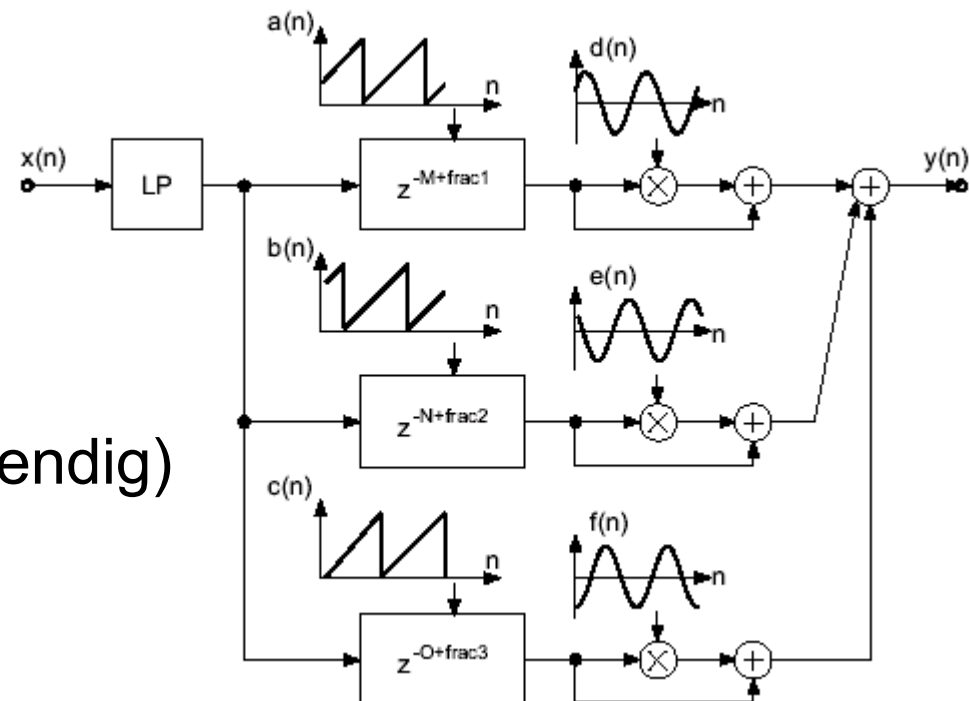 a(n)
n
d(n)
n
x(n)
LP
z^-M+frac1
×
+
+
y(n)
b(n)
n
e(n)
n
z^-N+frac2
×
+
endig)
c(n)
n
f(n)
n
z^-O+frac3
×
+